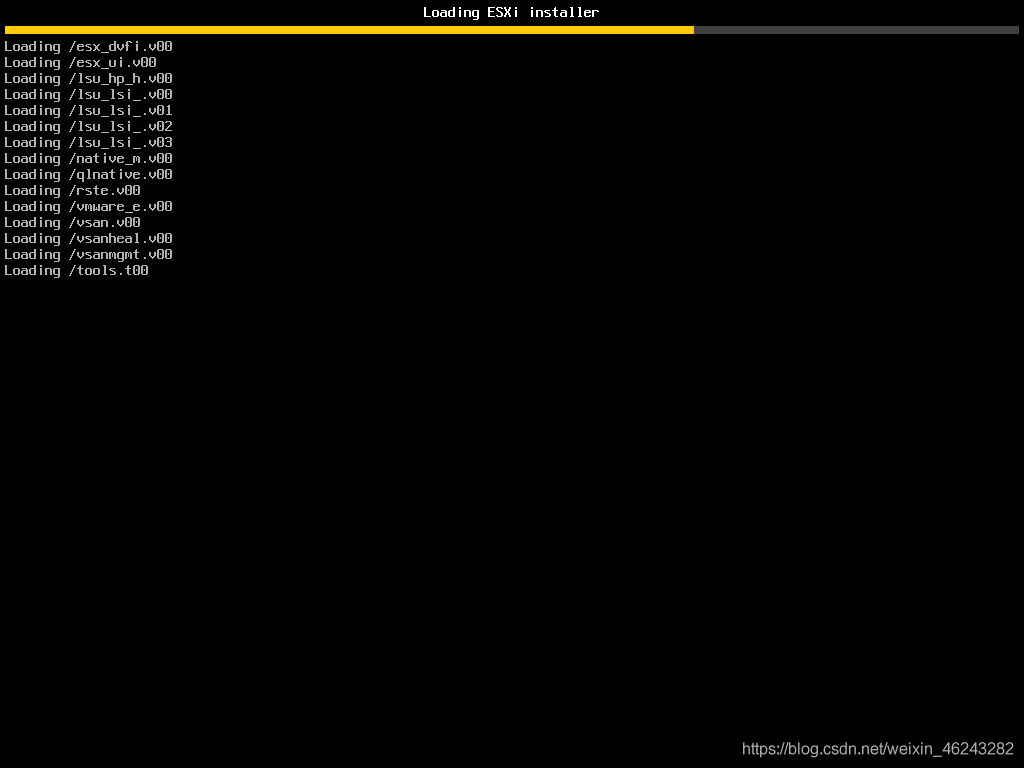 Loading ESXi installer
Loading /esx_dvfi.v00
Loading /esx_ui.v00
Loading /lsu_hp_h.v00
Loading /lsu_lsi_.v00
Loading /lsu_lsi_.v01
Loading /lsu_lsi_.v02
Loading /lsu_lsi_.v03
Loading /native_m.v00
Loading /qlnative.v00
Loading /rste.v00
Loading /vmware_e.v00
Loading /vsan.v00
Loading /vsanheal.v00
Loading /vsanmgmt.v00
Loading /tools.t00
https://blog.csdn.net/weixin_46243282